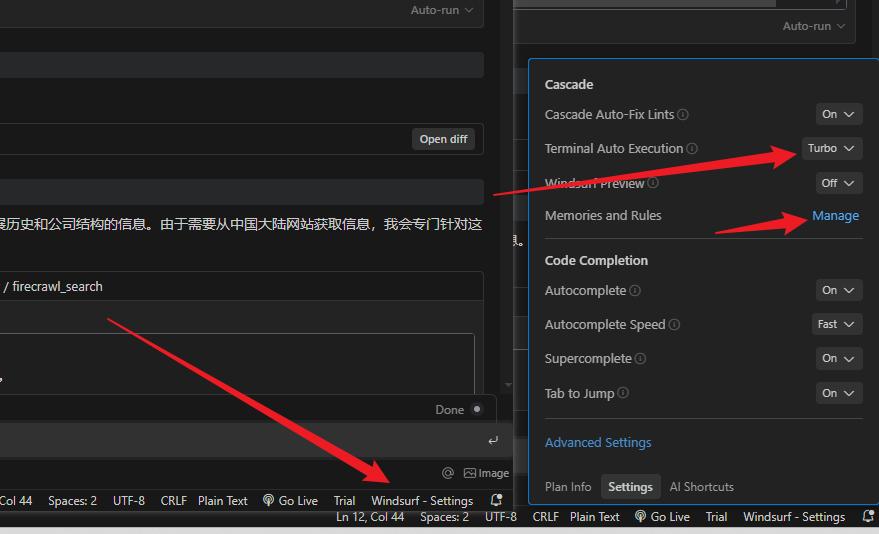 Auto-run
Open diff
展历史和公司结构的信息。由于需要从中国大陆网站获取信息，我会专门针对这
/ firecrawl_search
Done
@ Image
Col 44 Spaces: 2 UTF-8 CRLF Plain Text Go Live Trial Windsurf - Settings
Auto-run
息。
Cascade
Cascade Auto-Fix Lints On
Terminal Auto Execution Turbo
Windsurf Preview Off
Memories and Rules Manage
Code Completion
Autocomplete On
Autocomplete Speed Fast
Supercomplete On
Tab to Jump On
Advanced Settings
Plan Info Settings AI Shortcuts
Ln 12, Col 44 Spaces: 2 UTF-8 CRLF Plain Text Go Live Trial Windsurf - Settings